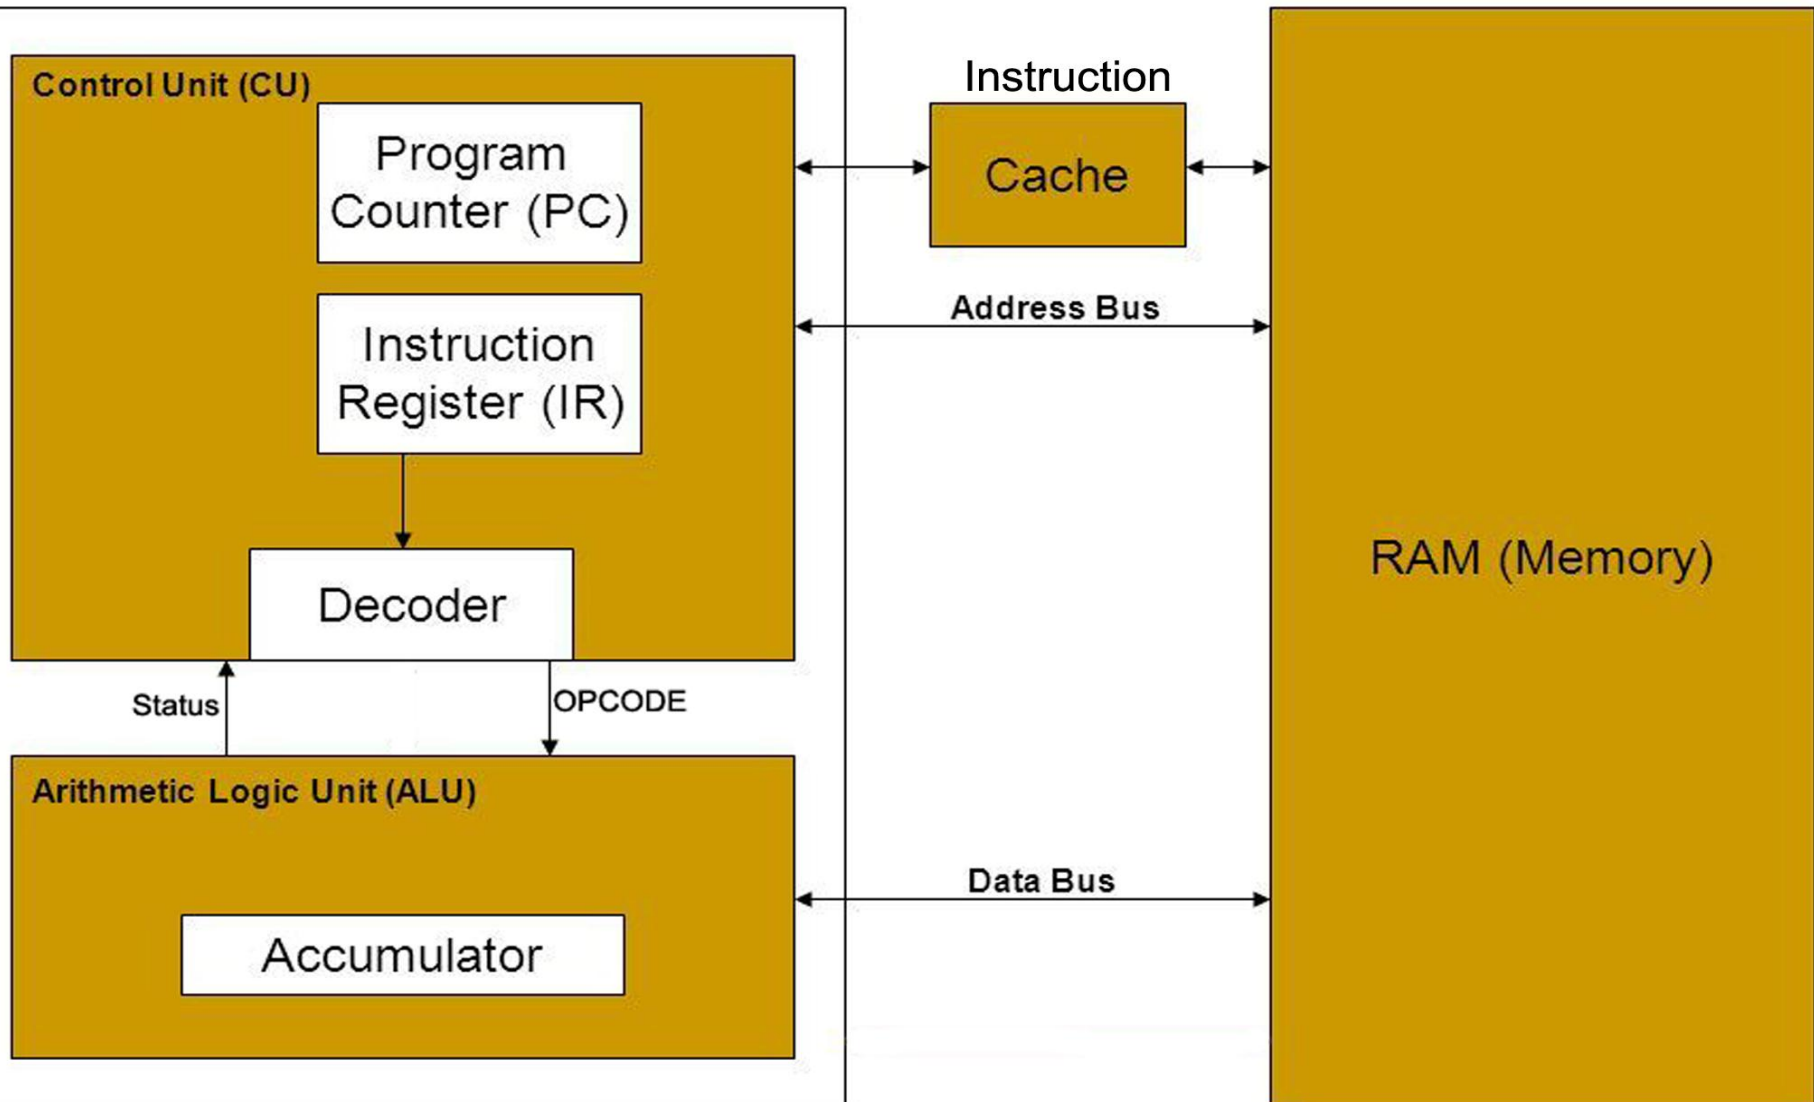 Control Unit (CU)
Program
Counter (PC)
Instruction
Register (IR)
Decoder
Status
OPCODE
Arithmetic Logic Unit (ALU)
Accumulator
Instruction
Cache
Address Bus
Data Bus
RAM (Memory)